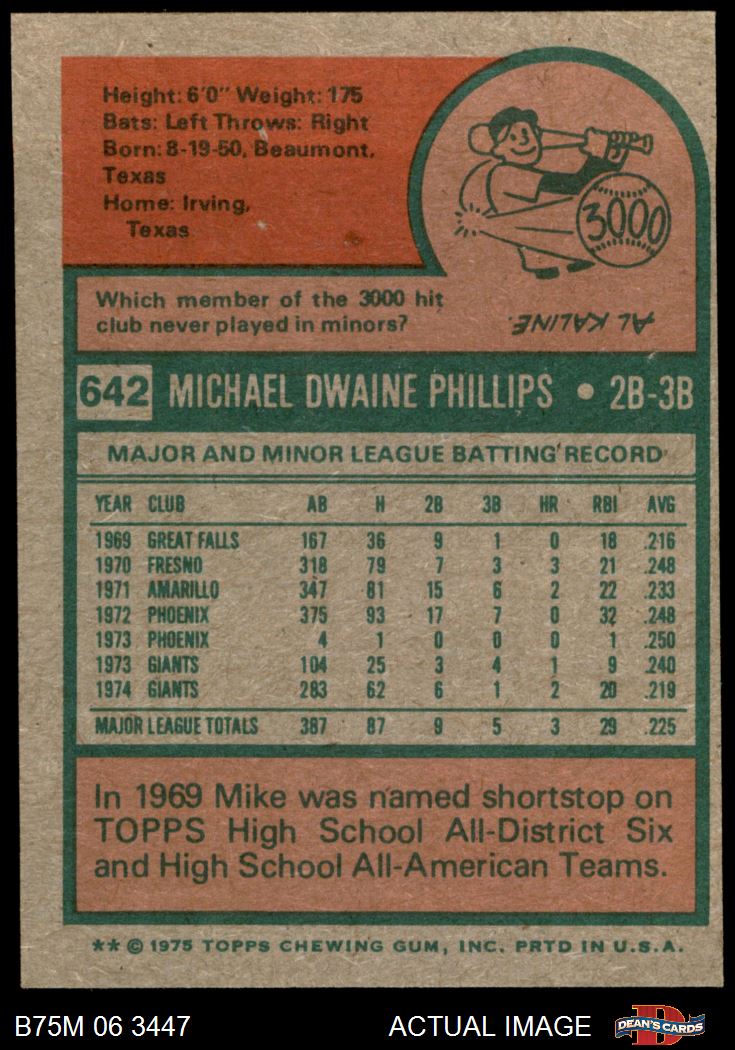 Height: 6'0" Weight: 175
Bats: Left Throws: Right
Born: 8-19-50, Beaumont,
Texas
Home: Irving,
Texas
3000
Which member of the 3000 hit
club never played in minors?
AL KALINE.
642 MICHAEL DWAINE PHILLIPS • 2B-3B
MAJOR AND MINOR LEAGUE BATTING RECORD
YEAR CLUB AB H 2B 3B HR RBI AVG
1969 GREAT FALLS 167 36 9 1 0 18 .216
1970 FRESNO 318 79 7 3 3 21 .248
1971 AMARILLO 347 81 15 6 2 22 .233
1972 PHOENIX 375 93 17 7 0 32 .248
1973 PHOENIX 4 1 0 0 0 1 .250
1973 GIANTS 104 25 3 4 1 9 .240
1974 GIANTS 283 62 6 1 2 20 .219
MAJOR LEAGUE TOTALS 387 87 9 5 3 29 .225
In 1969 Mike was named shortstop on
TOPPS High School All-District Six
and High School All-American Teams.
** © 1975 TOPPS CHEWING GUM, INC. PRTD IN U.S.A.
B75M 06 3447 ACTUAL IMAGE
D
DEAN'S CARDS